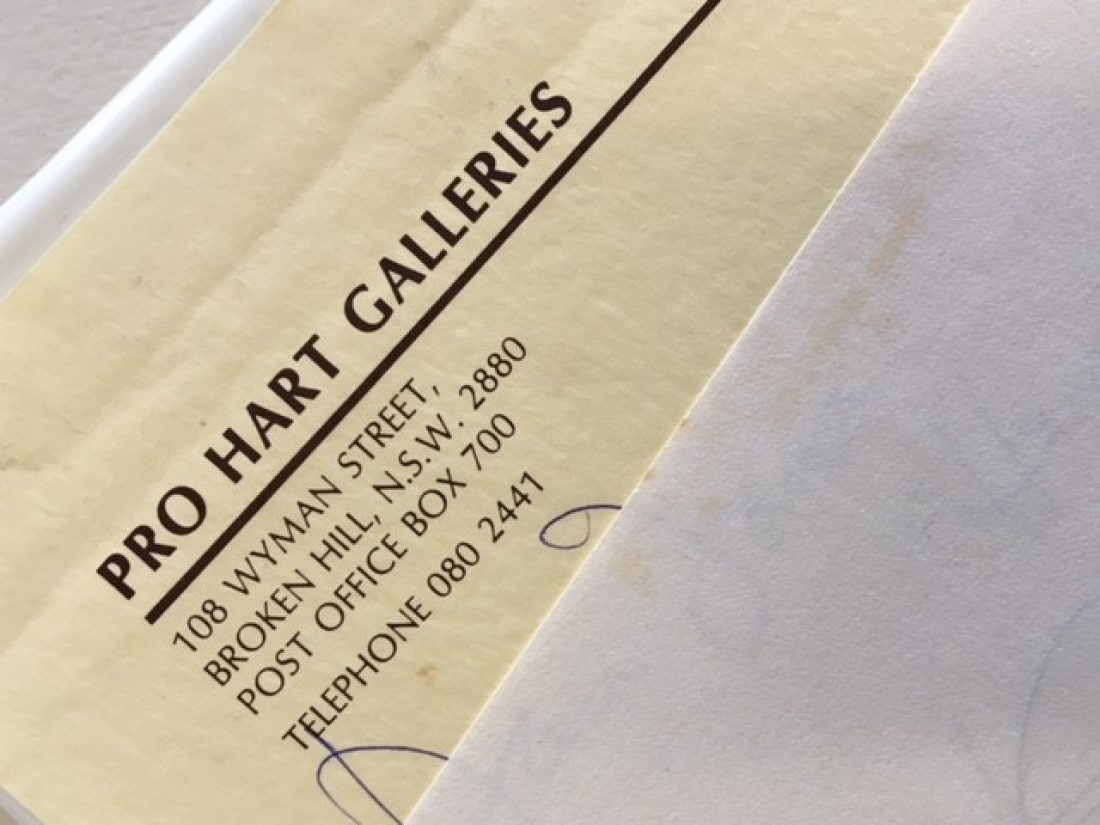 PRO HART GALLERIES
108 WYMAN STREET,
BROKEN HILL, N.S.W. 2880
POST OFFICE BOX 700
TELEPHONE 080 2441